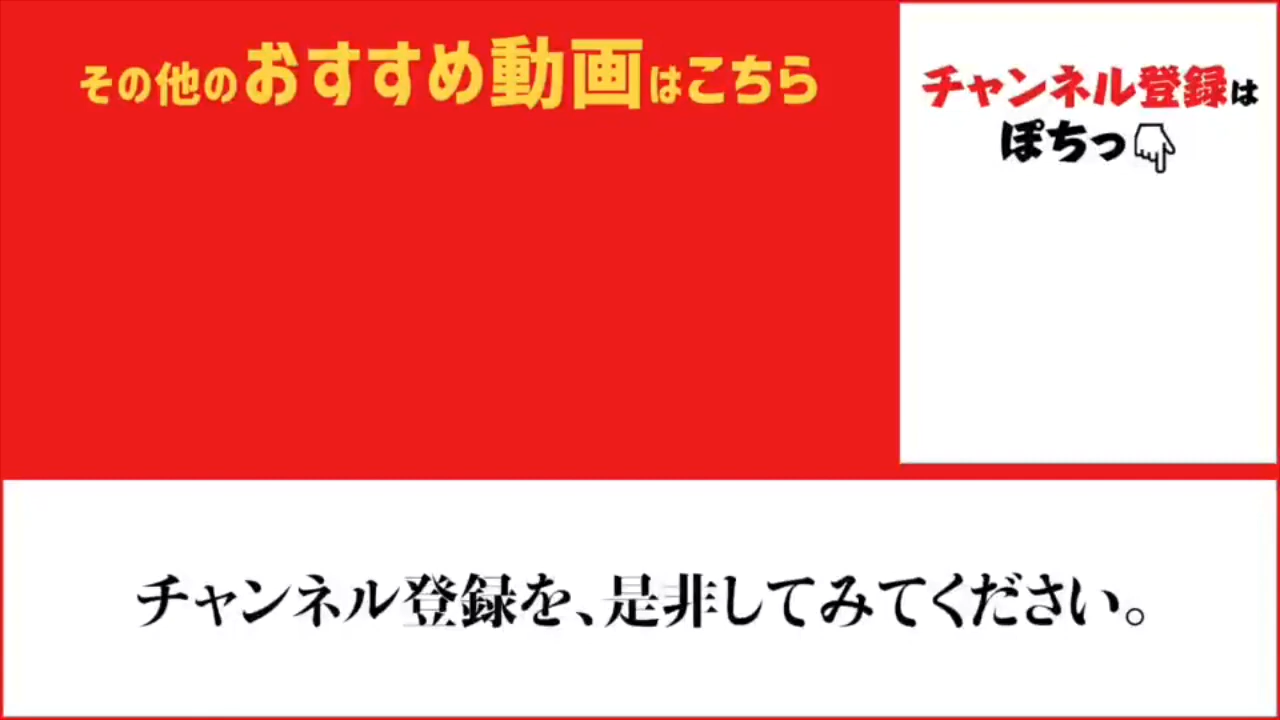 その他のおすすめ動画はこちら
チャンネル登録は
ぽちっ👇
チャンネル登録を、是非してみてください。